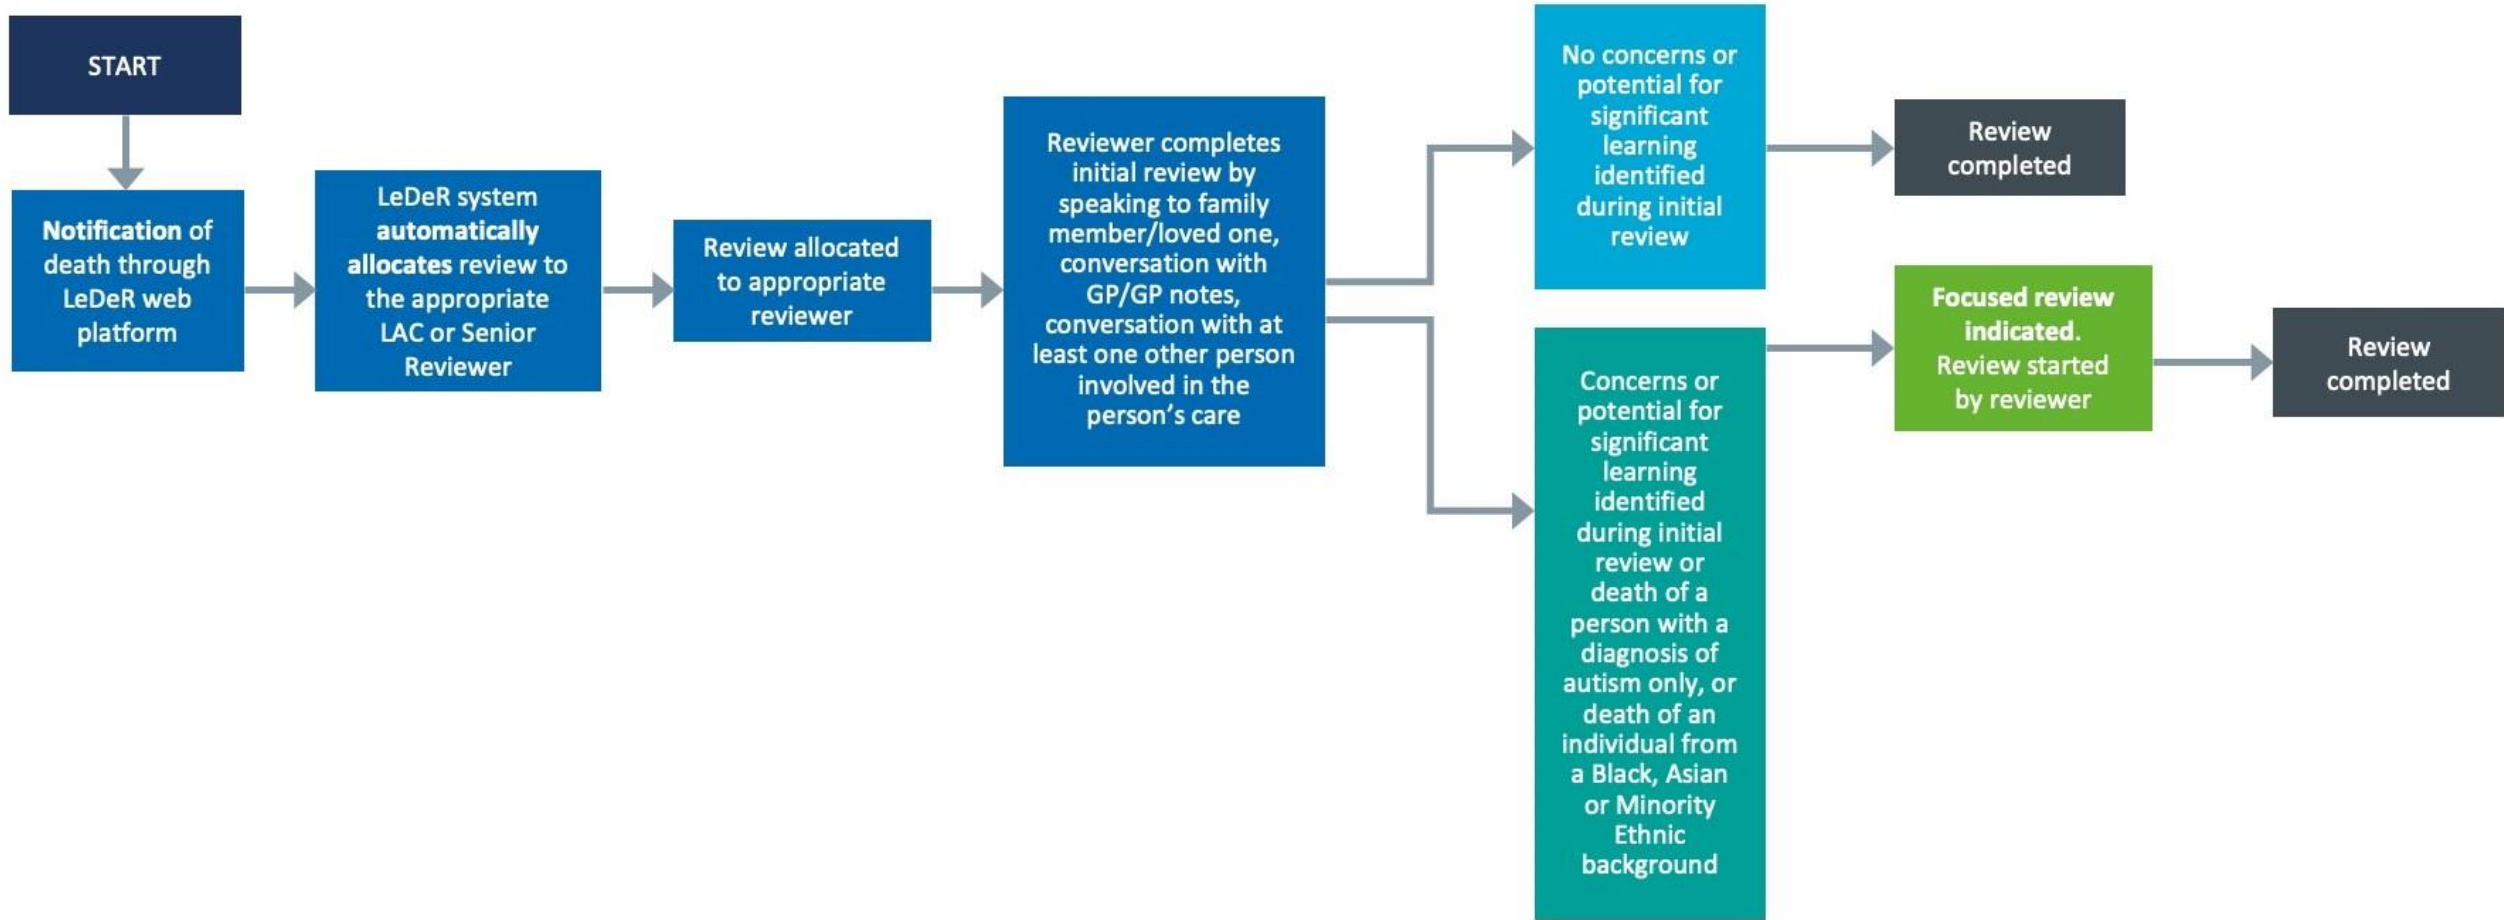 START
Notification of
death through
LeDeR web
platform
LeDeR system
automatically
allocates review to
the appropriate
LAC or Senior
Reviewer
Review allocated
to appropriate
reviewer
Reviewer completes
initial review by
speaking to family
member/loved one,
conversation with
GP/GP notes,
conversation with at
least one other person
involved in the
person’s care
No concerns or
potential for
significant
learning
identified
during initial
review
Review
completed
Concerns or
potential for
significant
learning
identified
during initial
review or
death of a
person with a
diagnosis of
autism only, or
death of an
individual from
a Black, Asian
or Minority
Ethnic
background
Focused review
indicated.
Review started
by reviewer
Review
completed